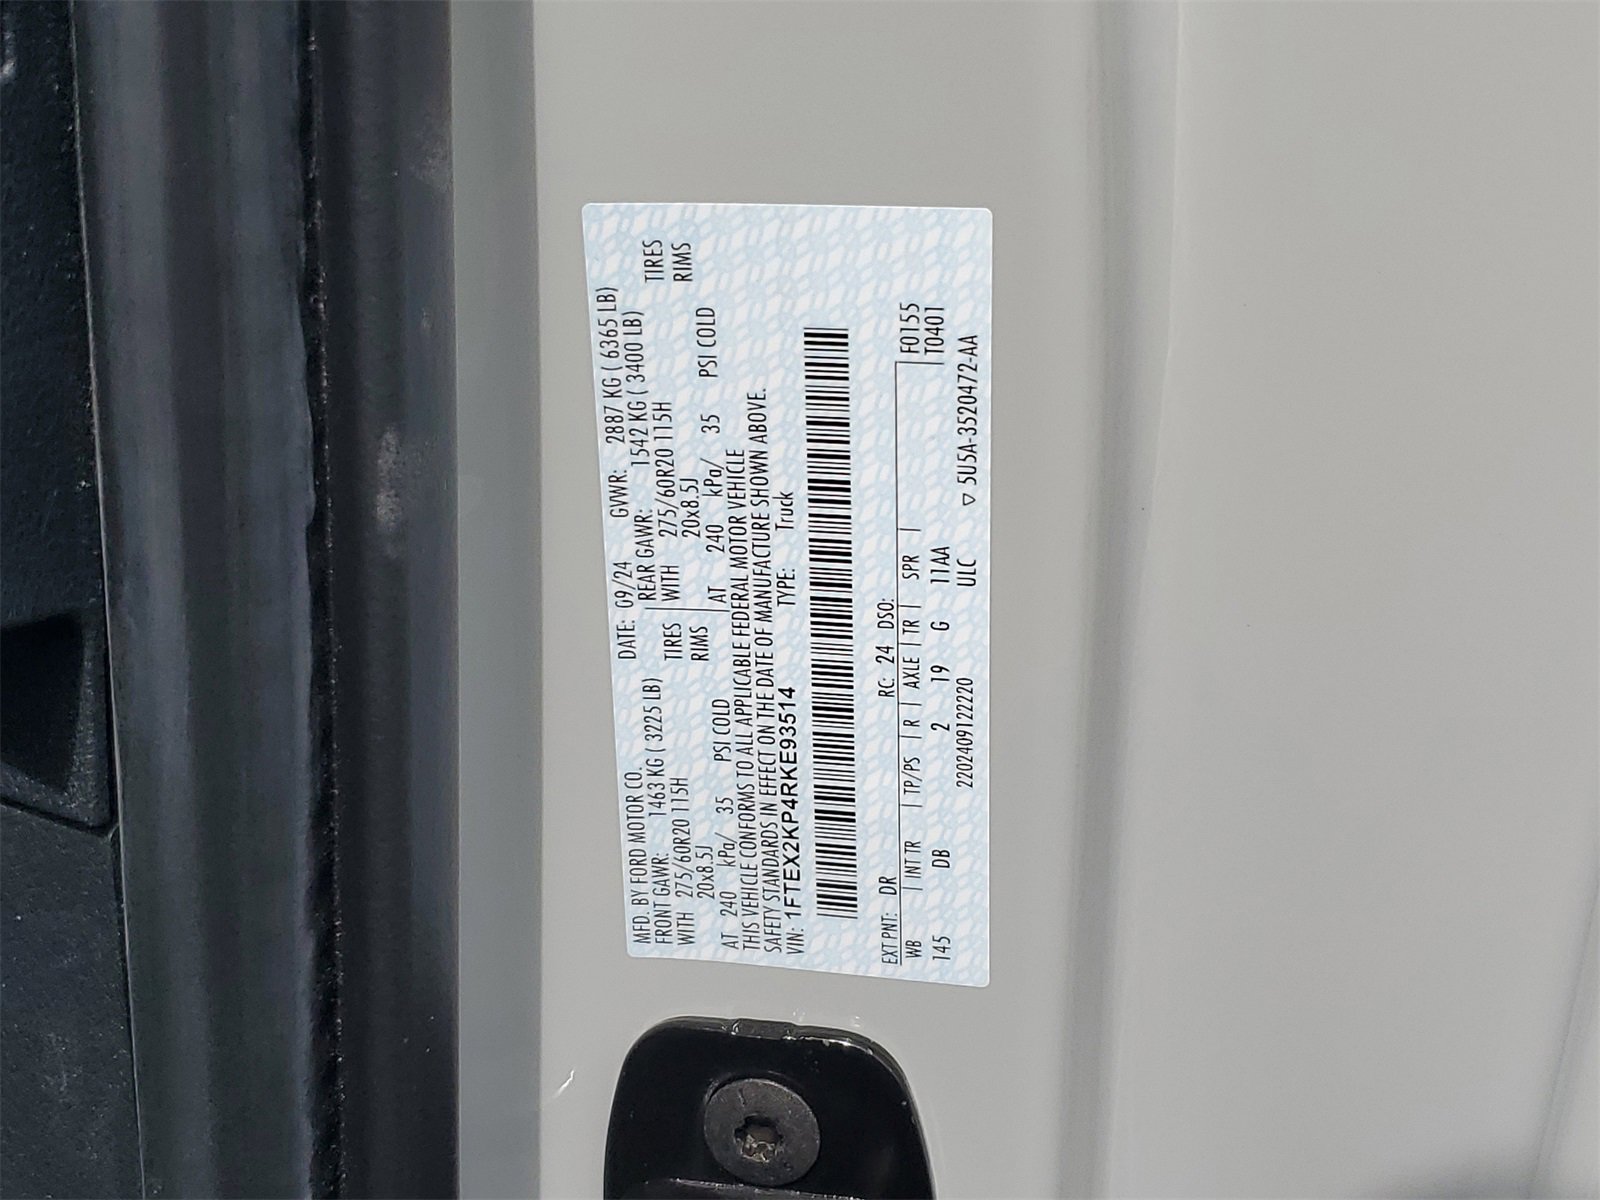 MFD. BY FORD MOTOR CO.
DATE: 09/24 GVWR: 2887 KG ( 6365 LB)
FRONT GAWR: 1463 KG ( 3225 LB) REAR GAWR: 1542 KG ( 3400 LB)
WITH 275/60R20 115H TIRES WITH 275/60R20 115H TIRES
20x8.5J RIMS 20x8.5J RIMS
AT 240 kPa/ 35 PSI COLD AT 240 kPa/ 35 PSI COLD
THIS VEHICLE CONFORMS TO ALL APPLICABLE FEDERAL MOTOR VEHICLE
SAFETY STANDARDS IN EFFECT ON THE DATE OF MANUFACTURE SHOWN ABOVE.
VIN: 1FTEX2KP4RKE93514 TYPE: Truck
EXT PNT: DR RC: 24 DSO: F0155
WB | INT TR | TP/PS | R | AXLE | TR | SPR | T0401
145 DB 2 19 G 11AA
220240912220 ULC ▽ 5U5A-3520472-AA